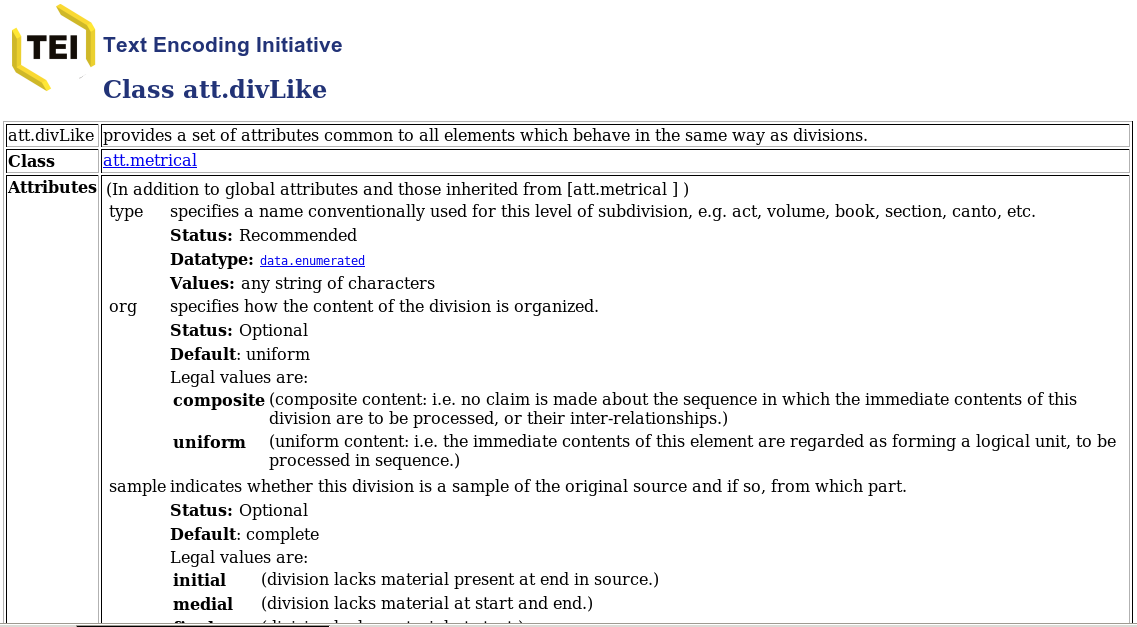 TEI
Text Encoding Initiative
Class att.divLike
att.divLike provides a set of attributes common to all elements which behave in the same way as divisions.
Class att.metrical
Attributes (In addition to global attributes and those inherited from [att.metrical ] )
type specifies a name conventionally used for this level of subdivision, e.g. act, volume, book, section, canto, etc.
Status: Recommended
Datatype: data.enumerated
Values: any string of characters
org specifies how the content of the division is organized.
Status: Optional
Default: uniform
Legal values are:
composite (composite content: i.e. no claim is made about the sequence in which the immediate contents of this
division are to be processed, or their inter-relationships.)
uniform (uniform content: i.e. the immediate contents of this element are regarded as forming a logical unit, to be
processed in sequence.)
sample indicates whether this division is a sample of the original source and if so, from which part.
Status: Optional
Default: complete
Legal values are:
initial (division lacks material present at end in source.)
medial (division lacks material at start and end.)